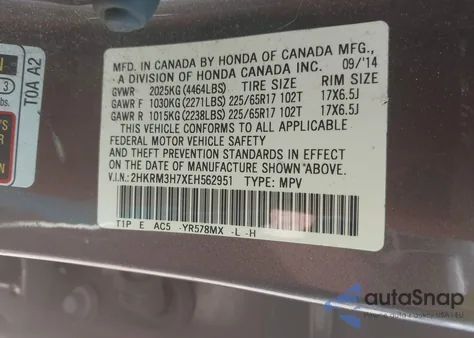 MFD. IN CANADA BY HONDA OF CANADA MFG.,
A DIVISION OF HONDA CANADA INC. 09/'14
GVWR 2025KG (4464LBS) TIRE SIZE RIM SIZE
GAWR F 1030KG (2271LBS) 225/65R17 102T 17X6.5J
GAWR R 1015KG (2238LBS) 225/65R17 102T 17X6.5J
THIS VEHICLE CONFORMS TO ALL APPLICABLE
FEDERAL MOTOR VEHICLE SAFETY AND
THEFT PREVENTION STANDARDS IN EFFECT ON
THE DATE OF MANUFACTURE SHOWN "ABOVE.
V.I.N.: 2HKRM3H7XEH562951 TYPE: MPV
T1P E AC5 -YR578MX -L -H
TOA A2
3
lbs.
autoSnap